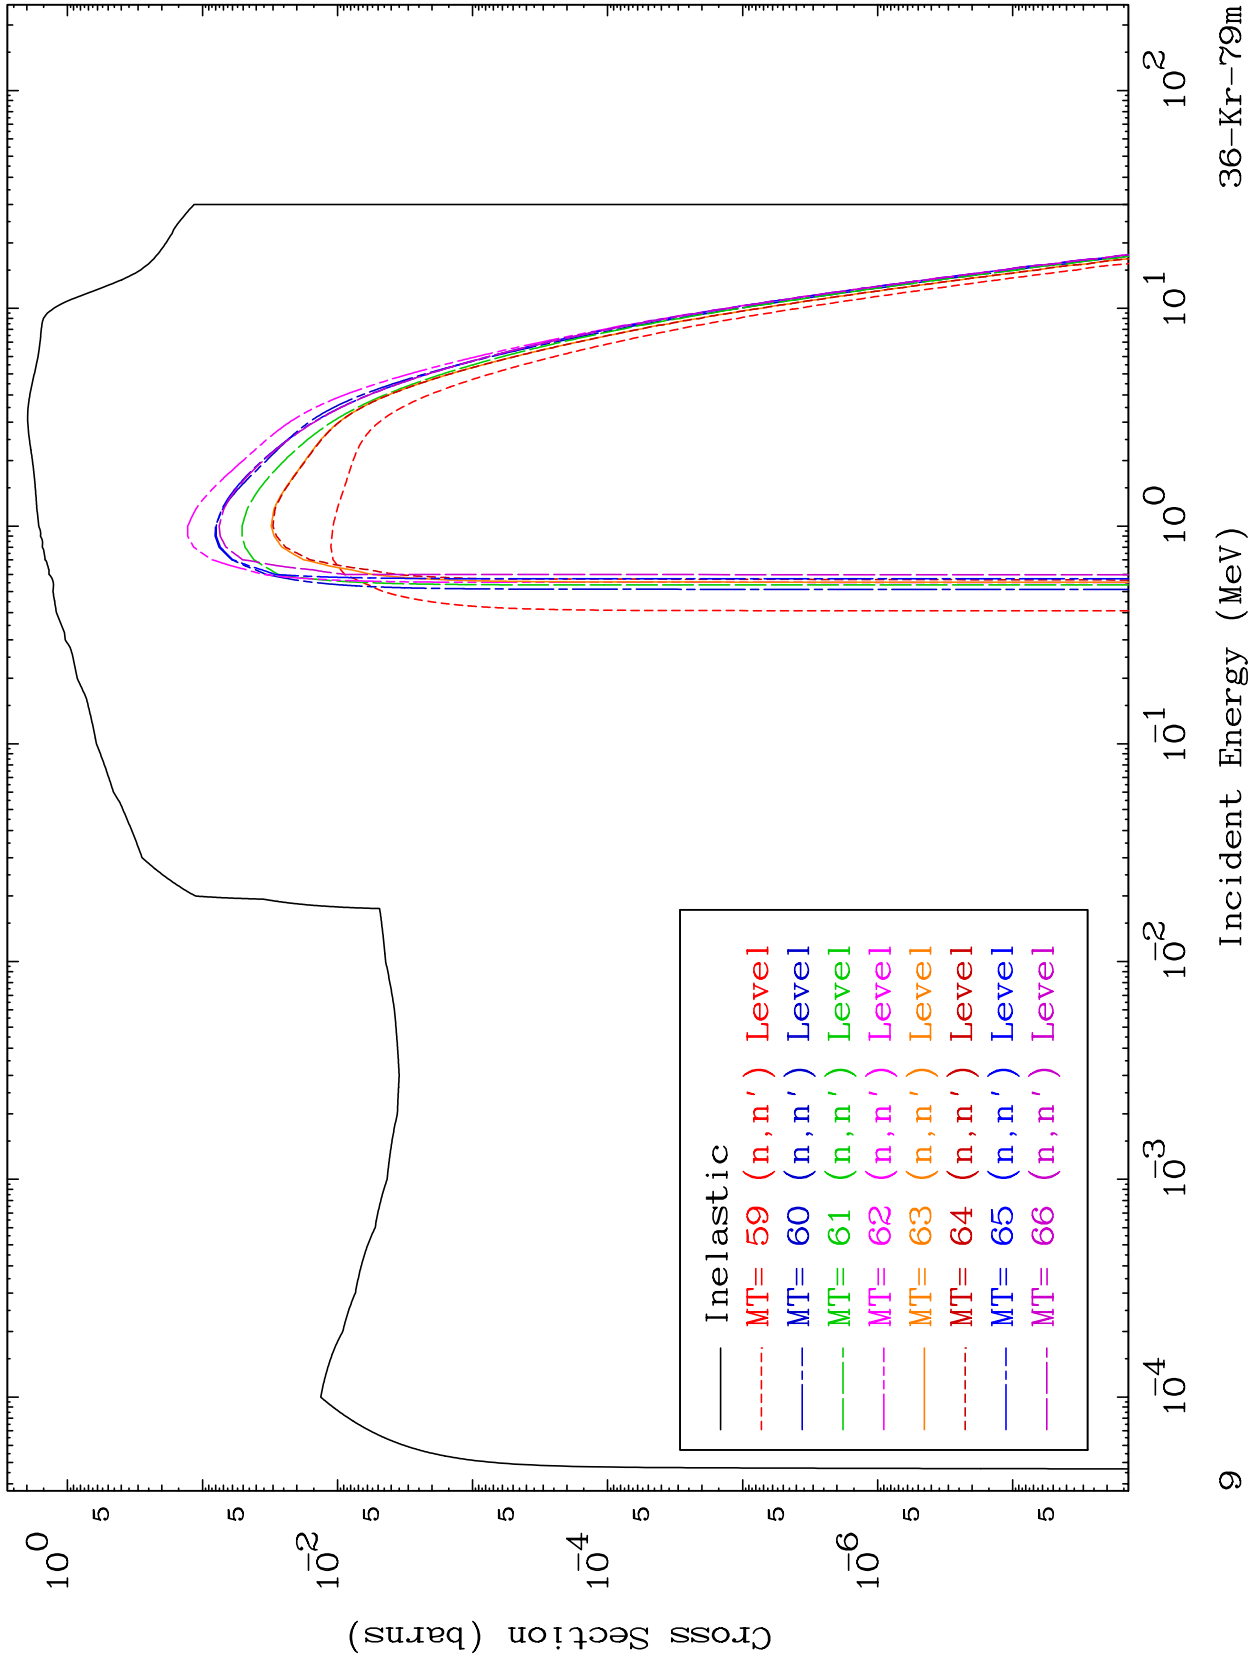 Cross Section (barns)
10^0
5
5
10^-2
5
5
10^-4
5
5
10^-6
5
5
Inelastic
MT= 59 (n,n') Level
MT= 60 (n,n') Level
MT= 61 (n,n') Level
MT= 62 (n,n') Level
MT= 63 (n,n') Level
MT= 64 (n,n') Level
MT= 65 (n,n') Level
MT= 66 (n,n') Level
10^-4 10^-3 10^-2 10^-1 10^0 10^1 10^2
Incident Energy (MeV)
9
36-Kr-79m